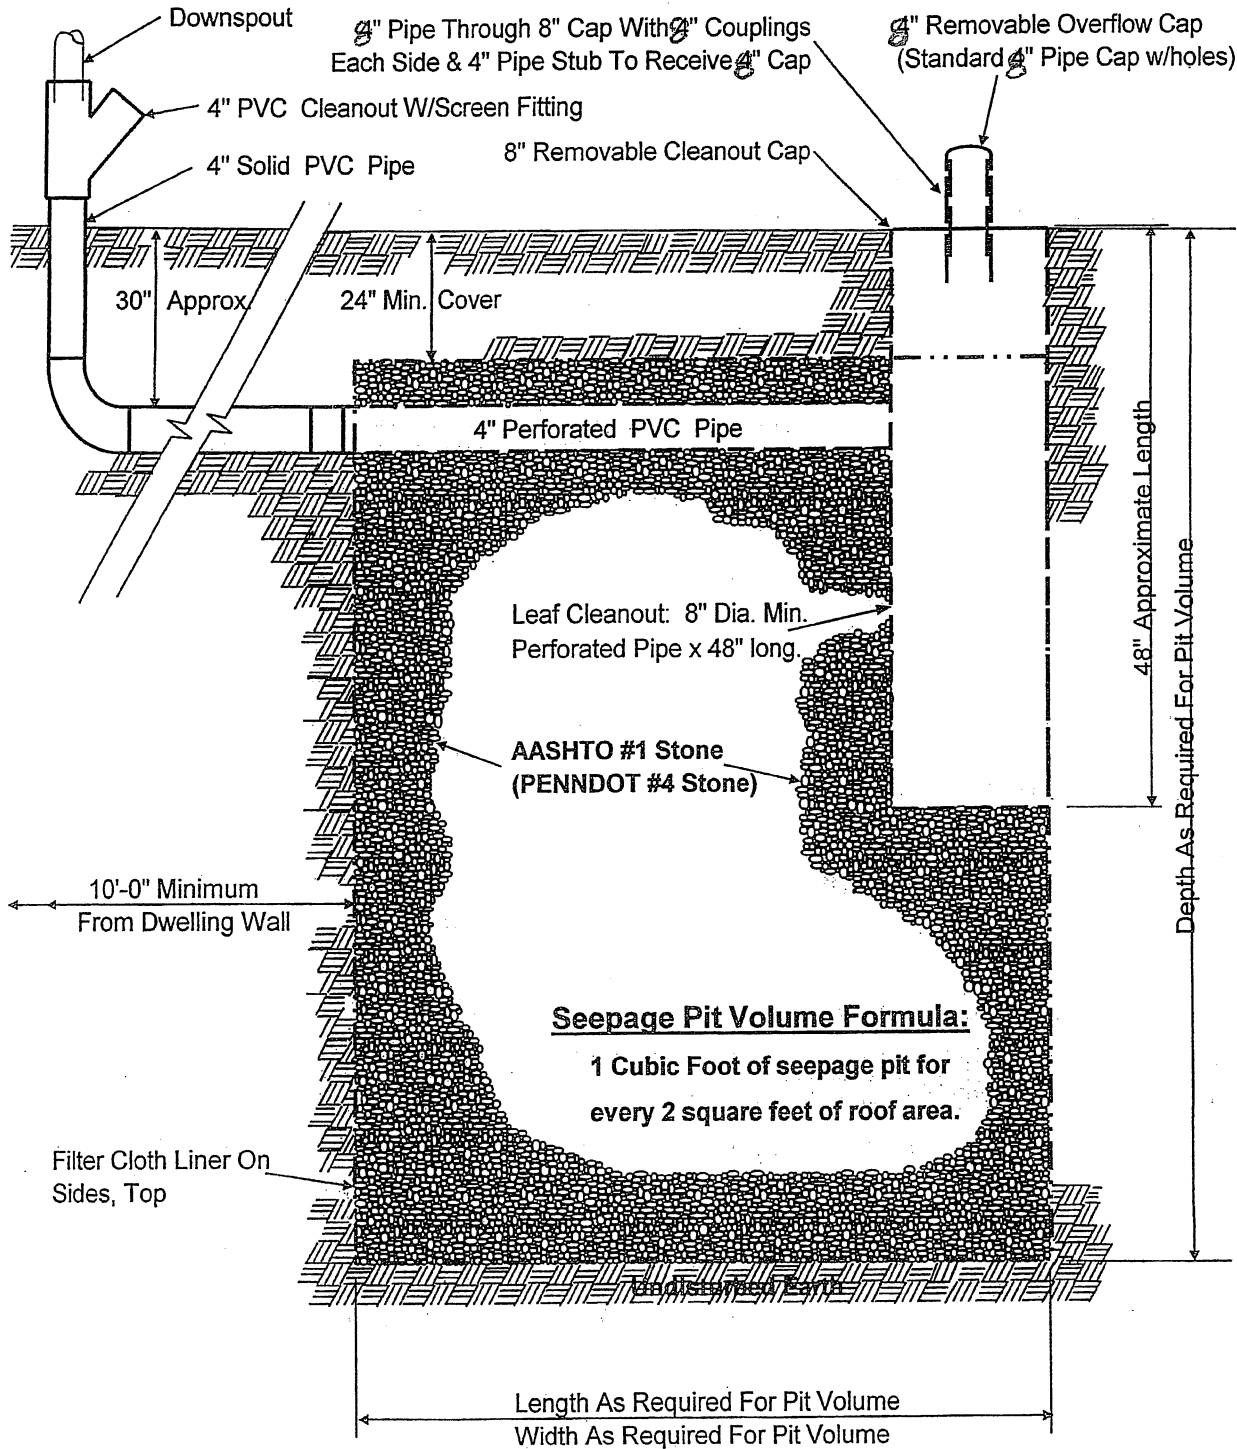 Downspout
4" Pipe Through 8" Cap With 4" Couplings
Each Side & 4" Pipe Stub To Receive 4" Cap
4" Removable Overflow Cap
(Standard 4" Pipe Cap w/holes)
4" PVC Cleanout W/Screen Fitting
8" Removable Cleanout Cap
4" Solid PVC Pipe
30" Approx.
24" Min. Cover
4" Perforated PVC Pipe
48" Approximate Length
Depth As Required For Pit Volume
Leaf Cleanout: 8" Dia. Min.
Perforated Pipe x 48" long.
AASHTO #1 Stone
(PENNDOT #4 Stone)
10'-0" Minimum
From Dwelling Wall
Seepage Pit Volume Formula:
1 Cubic Foot of seepage pit for
every 2 square feet of roof area.
Filter Cloth Liner On
Sides, Top
Undisturbed Earth
Length As Required For Pit Volume
Width As Required For Pit Volume